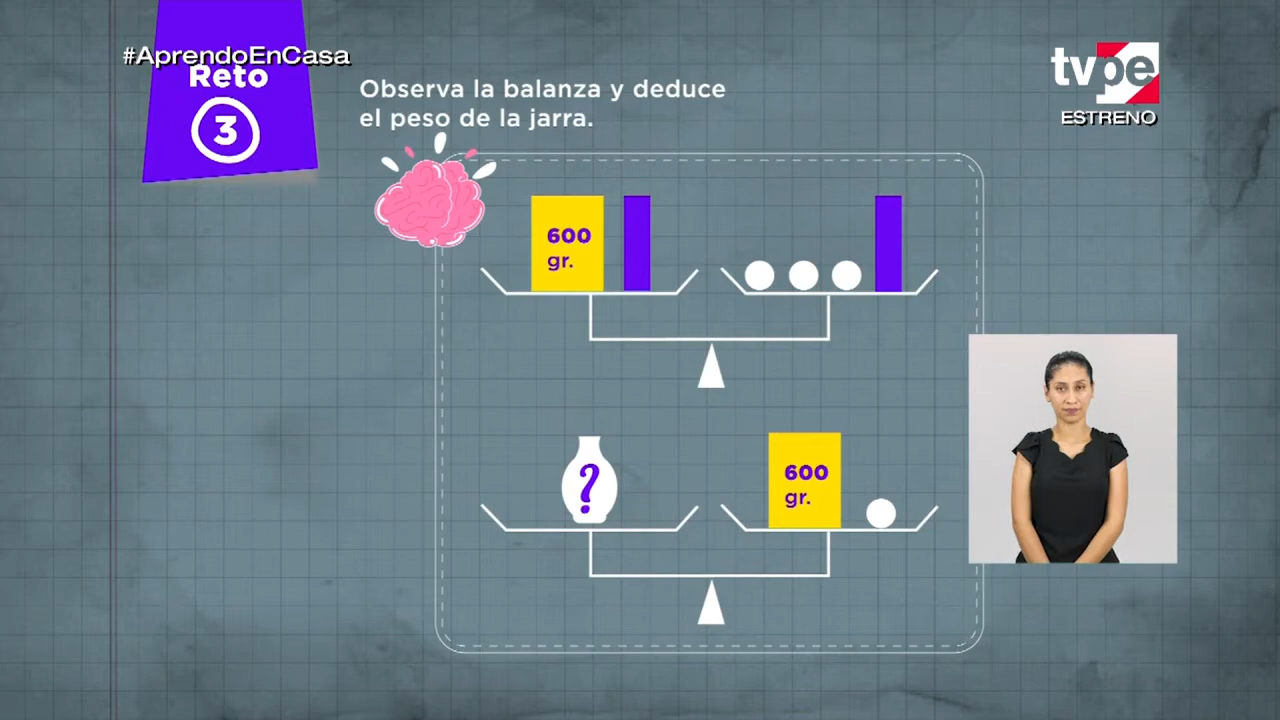 #AprendoEnCasa
Reto
3
Observa la balanza y deduce
el peso de la jarra.
tvpe
ESTRENO
600
gr.
?
600
gr.